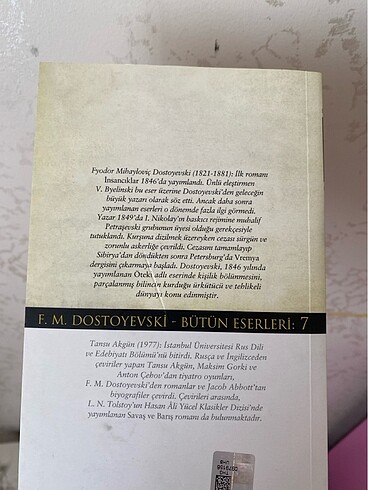 Fyodor Mihayloviç Dostoyevski (1821-1881): İlk romanı
İnsancıklar 1846'da yayımlandı. Ünlü eleştirmen
V. Byelinski bu eser üzerine Dostoyevski'den geleceğin
büyük yazarı olarak söz etti. Ancak daha sonra
yayımlanan eserleri o dönemde fazla ilgi görmedi.
Yazar 1849'da I. Nikolay'ın baskıcı rejimine muhalif
Petraşevski grubunun üyesi olduğu gerekçesiyle
tutuklandı. Kurşuna dizilmek üzereyken cezası sürgün ve
zorunlu askerliğe çevrildi. Cezasını tamamlayıp
Sibirya'dan döndükten sonra Petersburg'da Vremya
dergisini çıkarmaya başladı. Dostoyevski, 1846 yılında
yayımlanan Öteki adlı eserinde kişilik bölünmesini,
parçalanmış bilincin kurduğu ürkütücü ve tehlikeli
dünyayı konu edinmiştir.
F. M. DOSTOYEVSKİ - BÜTÜN ESERLERİ: 7
Tansu Akgün (1977): İstanbul Üniversitesi Rus Dili
ve Edebiyatı Bölümü'nü bitirdi. Rusça ve İngilizceden
çeviriler yapan Tansu Akgün, Maksim Gorki ve
Anton Çehov'dan tiyatro oyunları,
F. M. Dostoyevski'den romanlar ve Jacob Abbott'tan
biyografiler çevirdi. Çevirileri arasında,
L. N. Tolstoy'un Hasan Âli Yücel Klasikler Dizisi'nde
yayımlanan Savaş ve Barış romanı da bulunmaktadır.